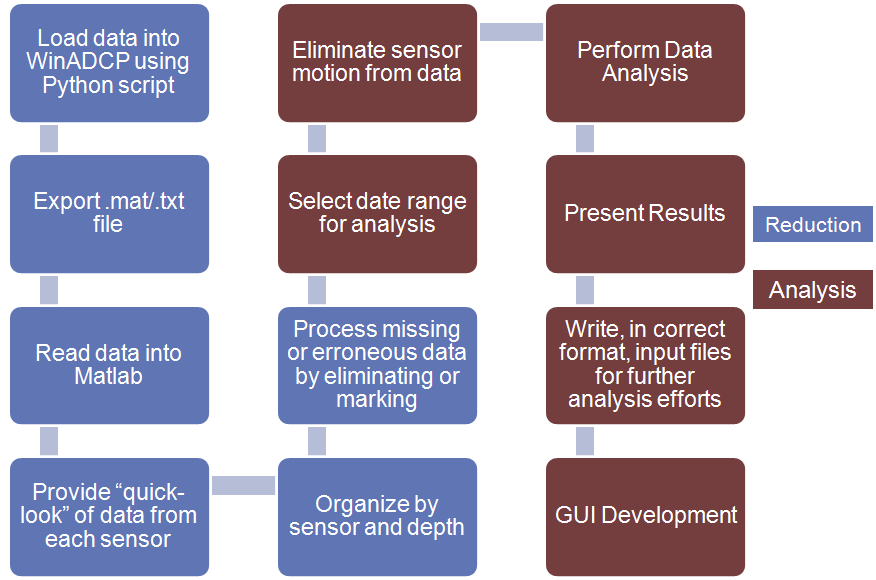 Load data into
WinADCP using
Python script
Export .mat/.txt
file
Read data into
Matlab
Provide “quick-
look” of data from
each sensor
Organize by
sensor and depth
Process missing
or erroneous data
by eliminating or
marking
Select date range
for analysis
Eliminate sensor
motion from data
Perform Data
Analysis
Present Results
Write, in correct
format, input files
for further
analysis efforts
GUI Development
Reduction
Analysis